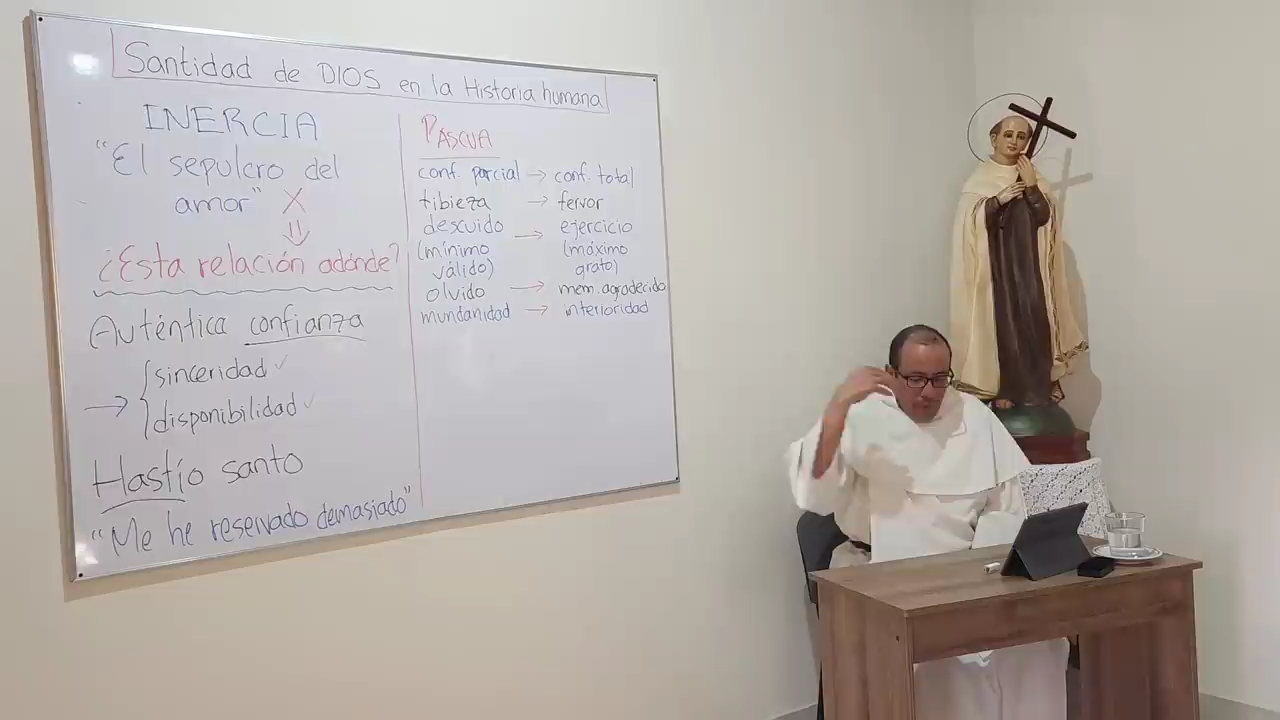 Santidad de DIOS en la Historia humana
INERCIA
"El sepulcro del
amor" X
¿Esta relación adónde?
Auténtica confianza
→ sinceridad ✓
disponibilidad ✓
Hastío santo
"Me he reservado demasiado"
PASCUA
conf. parcial → conf. total
tibieza → fervor
descuido → ejercicio
(mínimo (máximo
válido) grato)
olvido → mem. agradecida
mundanidad → interioridad